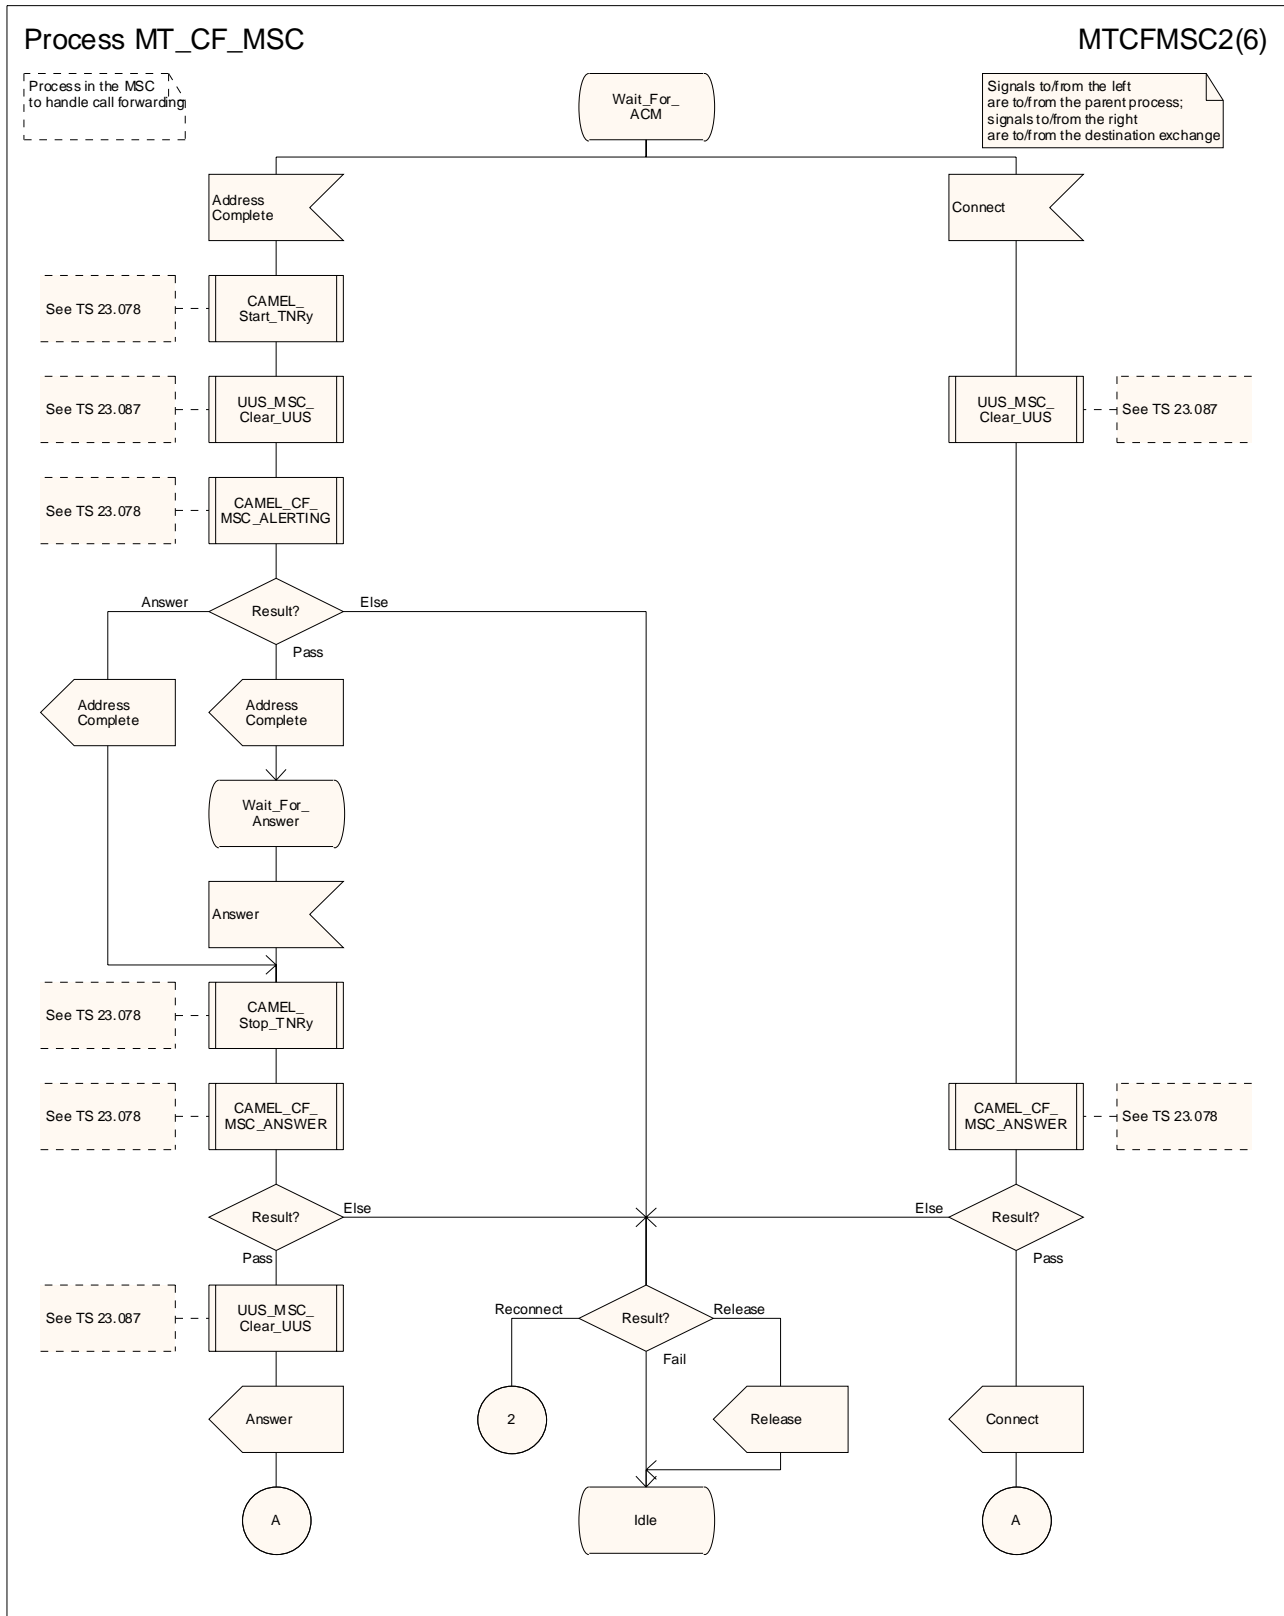 Process MT_CF_MSC
MTCFMSC2(6)
Process in the MSC
to handle call forwarding
Wait_For_
ACM
Signals to/from the left
are to/from the parent process;
signals to/from the right
are to/from the destination exchange
Address
Complete
Connect
See TS 23.078
CAMEL_
Start_TNRy
See TS 23.087
UUS_MSC_
Clear_UUS
UUS_MSC_
Clear_UUS
See TS 23.087
See TS 23.078
CAMEL_CF_
MSC_ALERTING
Answer
Result?
Else
Pass
Address
Complete
Address
Complete
Wait_For_
Answer
Answer
See TS 23.078
CAMEL_
Stop_TNRy
See TS 23.078
CAMEL_CF_
MSC_ANSWER
CAMEL_CF_
MSC_ANSWER
See TS 23.078
Result?
Else
Else
Result?
Pass
Pass
See TS 23.087
UUS_MSC_
Clear_UUS
Reconnect
Result?
Release
Fail
Answer
2
Release
Connect
A
Idle
A